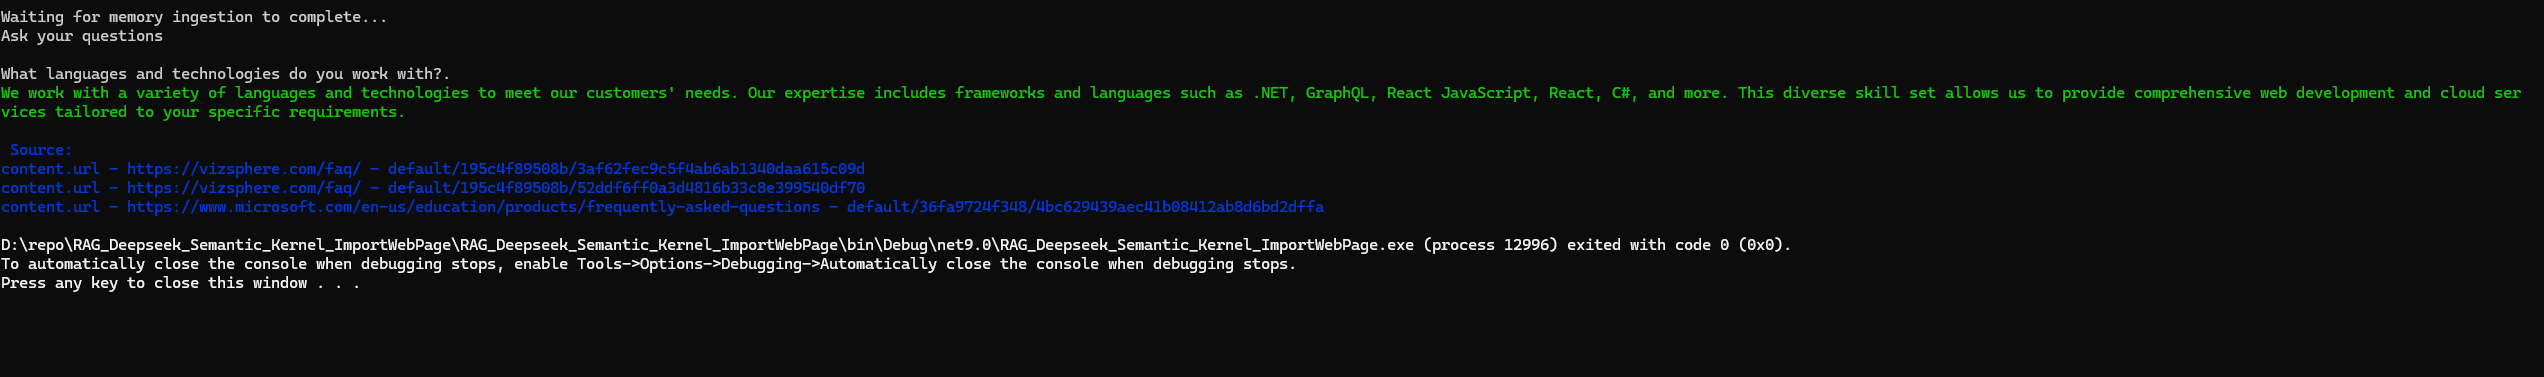 Waiting for memory ingestion to complete...
Ask your questions
What languages and technologies do you work with?.
We work with a variety of languages and technologies to meet our customers' needs. Our expertise includes frameworks and languages such as .NET, GraphQL, React JavaScript, React, C#, and more. This diverse skill set allows us to provide comprehensive web development and cloud ser
vices tailored to your specific requirements.
Source:
content.url - https://vizsphere.com/faq/ - default/195c4f89508b/3af62fec9c5f4ab6ab1340daa615c09d
content.url - https://vizsphere.com/faq/ - default/195c4f89508b/52ddf6ff0a3d4816b33c8e399540df70
content.url - https://www.microsoft.com/en-us/education/products/frequently-asked-questions - default/36fa9724f348/4bc629439aec41b08412ab8d6bd2dffa
D:\repo\RAG_Deepseek_Semantic_Kernel_ImportWebPage\RAG_Deepseek_Semantic_Kernel_ImportWebPage\bin\Debug\net9.0\RAG_Deepseek_Semantic_Kernel_ImportWebPage.exe (process 12996) exited with code 0 (0x0).
To automatically close the console when debugging stops, enable Tools->Options->Debugging->Automatically close the console when debugging stops.
Press any key to close this window . . .